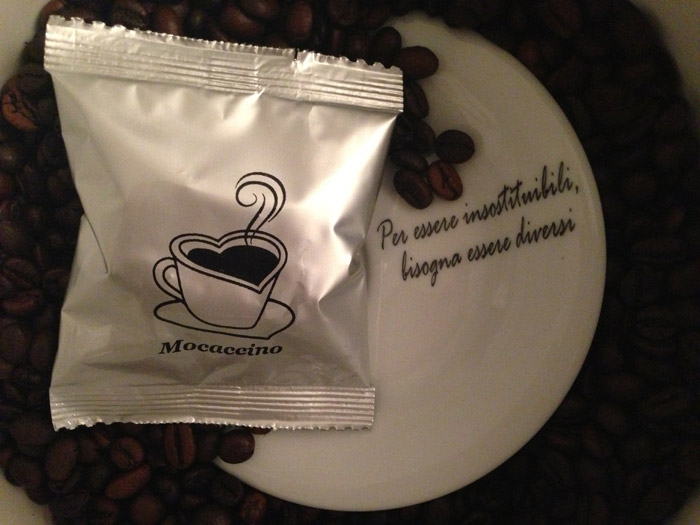 Per essere insostituibili,
bisogna essere diversi
Mocaccino